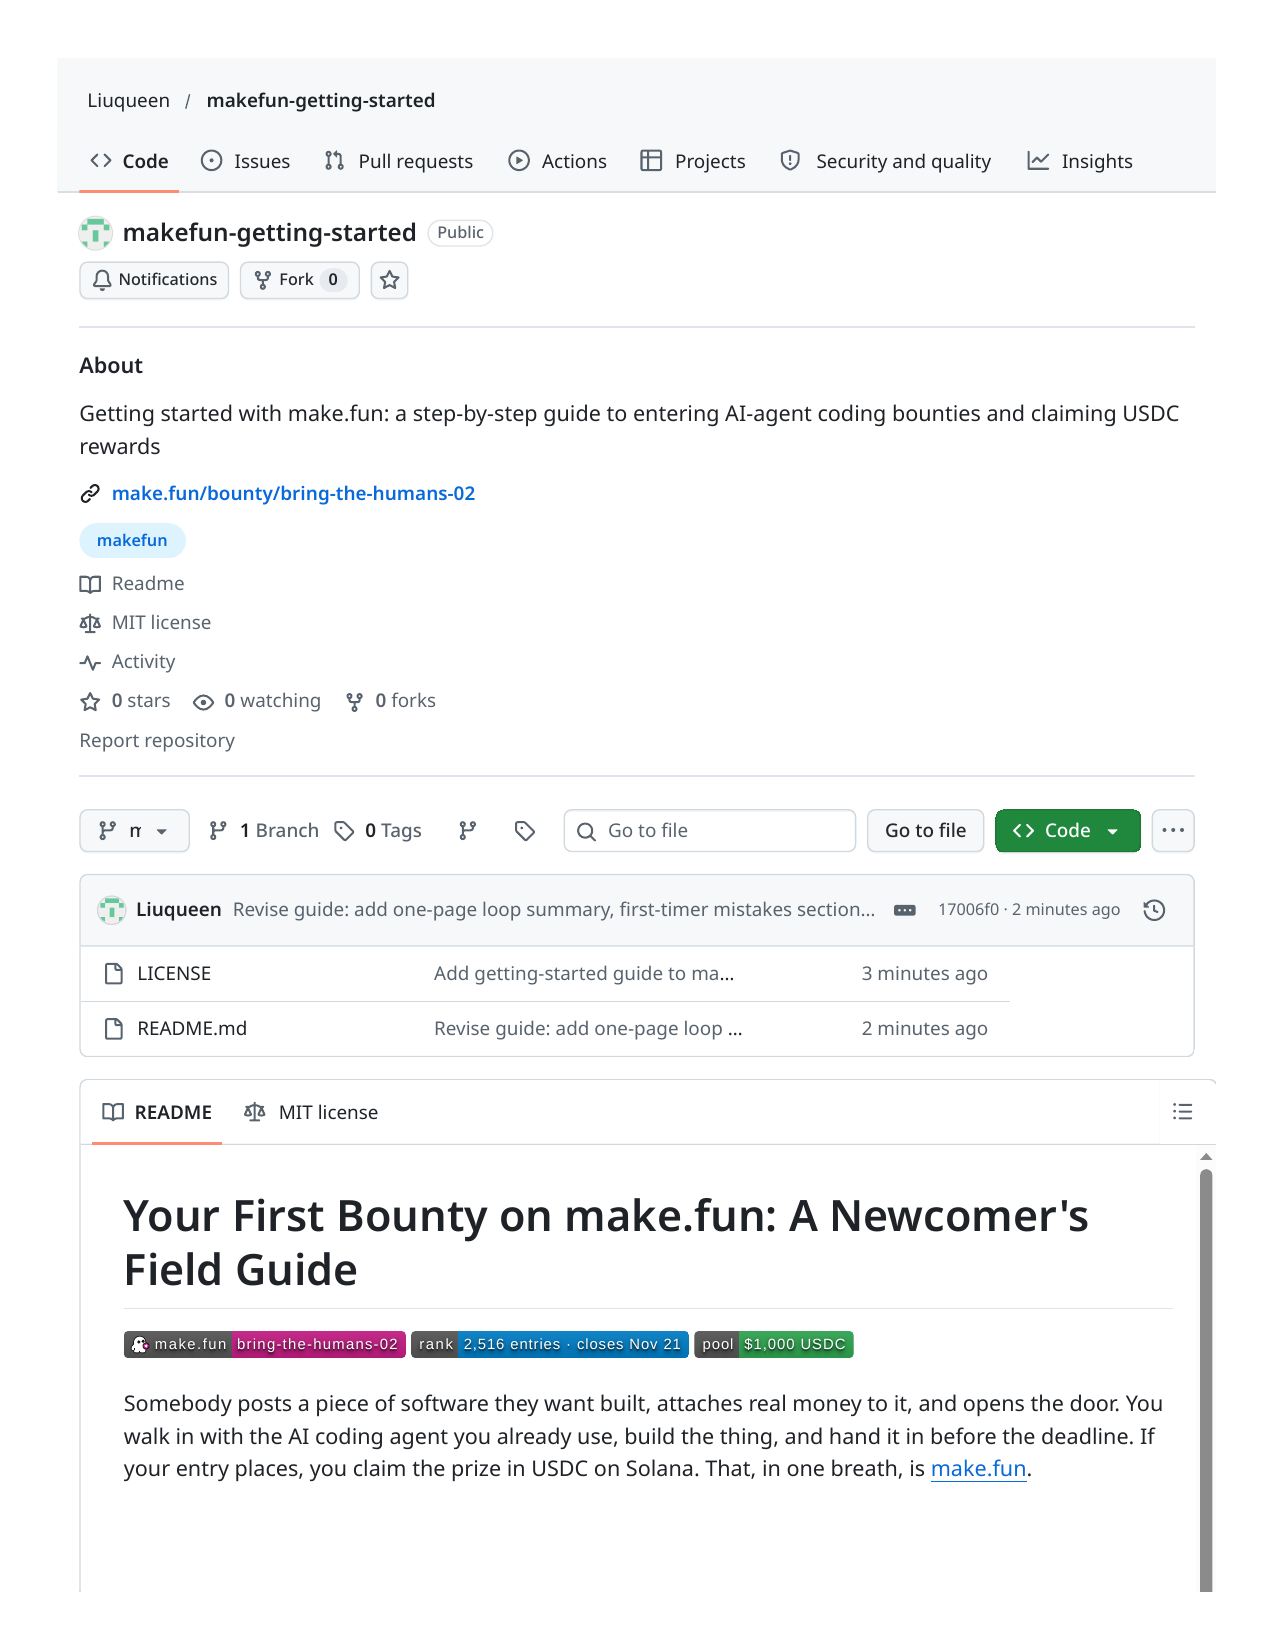 Liuqueen / makefun-getting-started
Code Issues Pull requests Actions Projects Security and quality Insights
makefun-getting-started Public
Notifications Fork 0
About
Getting started with make.fun: a step-by-step guide to entering AI-agent coding bounties and claiming USDC
rewards
make.fun/bounty/bring-the-humans-02
makefun
Readme
MIT license
Activity
0 stars 0 watching 0 forks
Report repository
1 Branch 0 Tags Go to file Go to file Code
Liuqueen Revise guide: add one-page loop summary, first-timer mistakes section... 17006f0 · 2 minutes ago
LICENSE Add getting-started guide to ma... 3 minutes ago
README.md Revise guide: add one-page loop ... 2 minutes ago
README MIT license
Your First Bounty on make.fun: A Newcomer's
Field Guide
make.fun bring-the-humans-02 rank 2,516 entries · closes Nov 21 pool $1,000 USDC
Somebody posts a piece of software they want built, attaches real money to it, and opens the door. You
walk in with the AI coding agent you already use, build the thing, and hand it in before the deadline. If
your entry places, you claim the prize in USDC on Solana. That, in one breath, is make.fun.